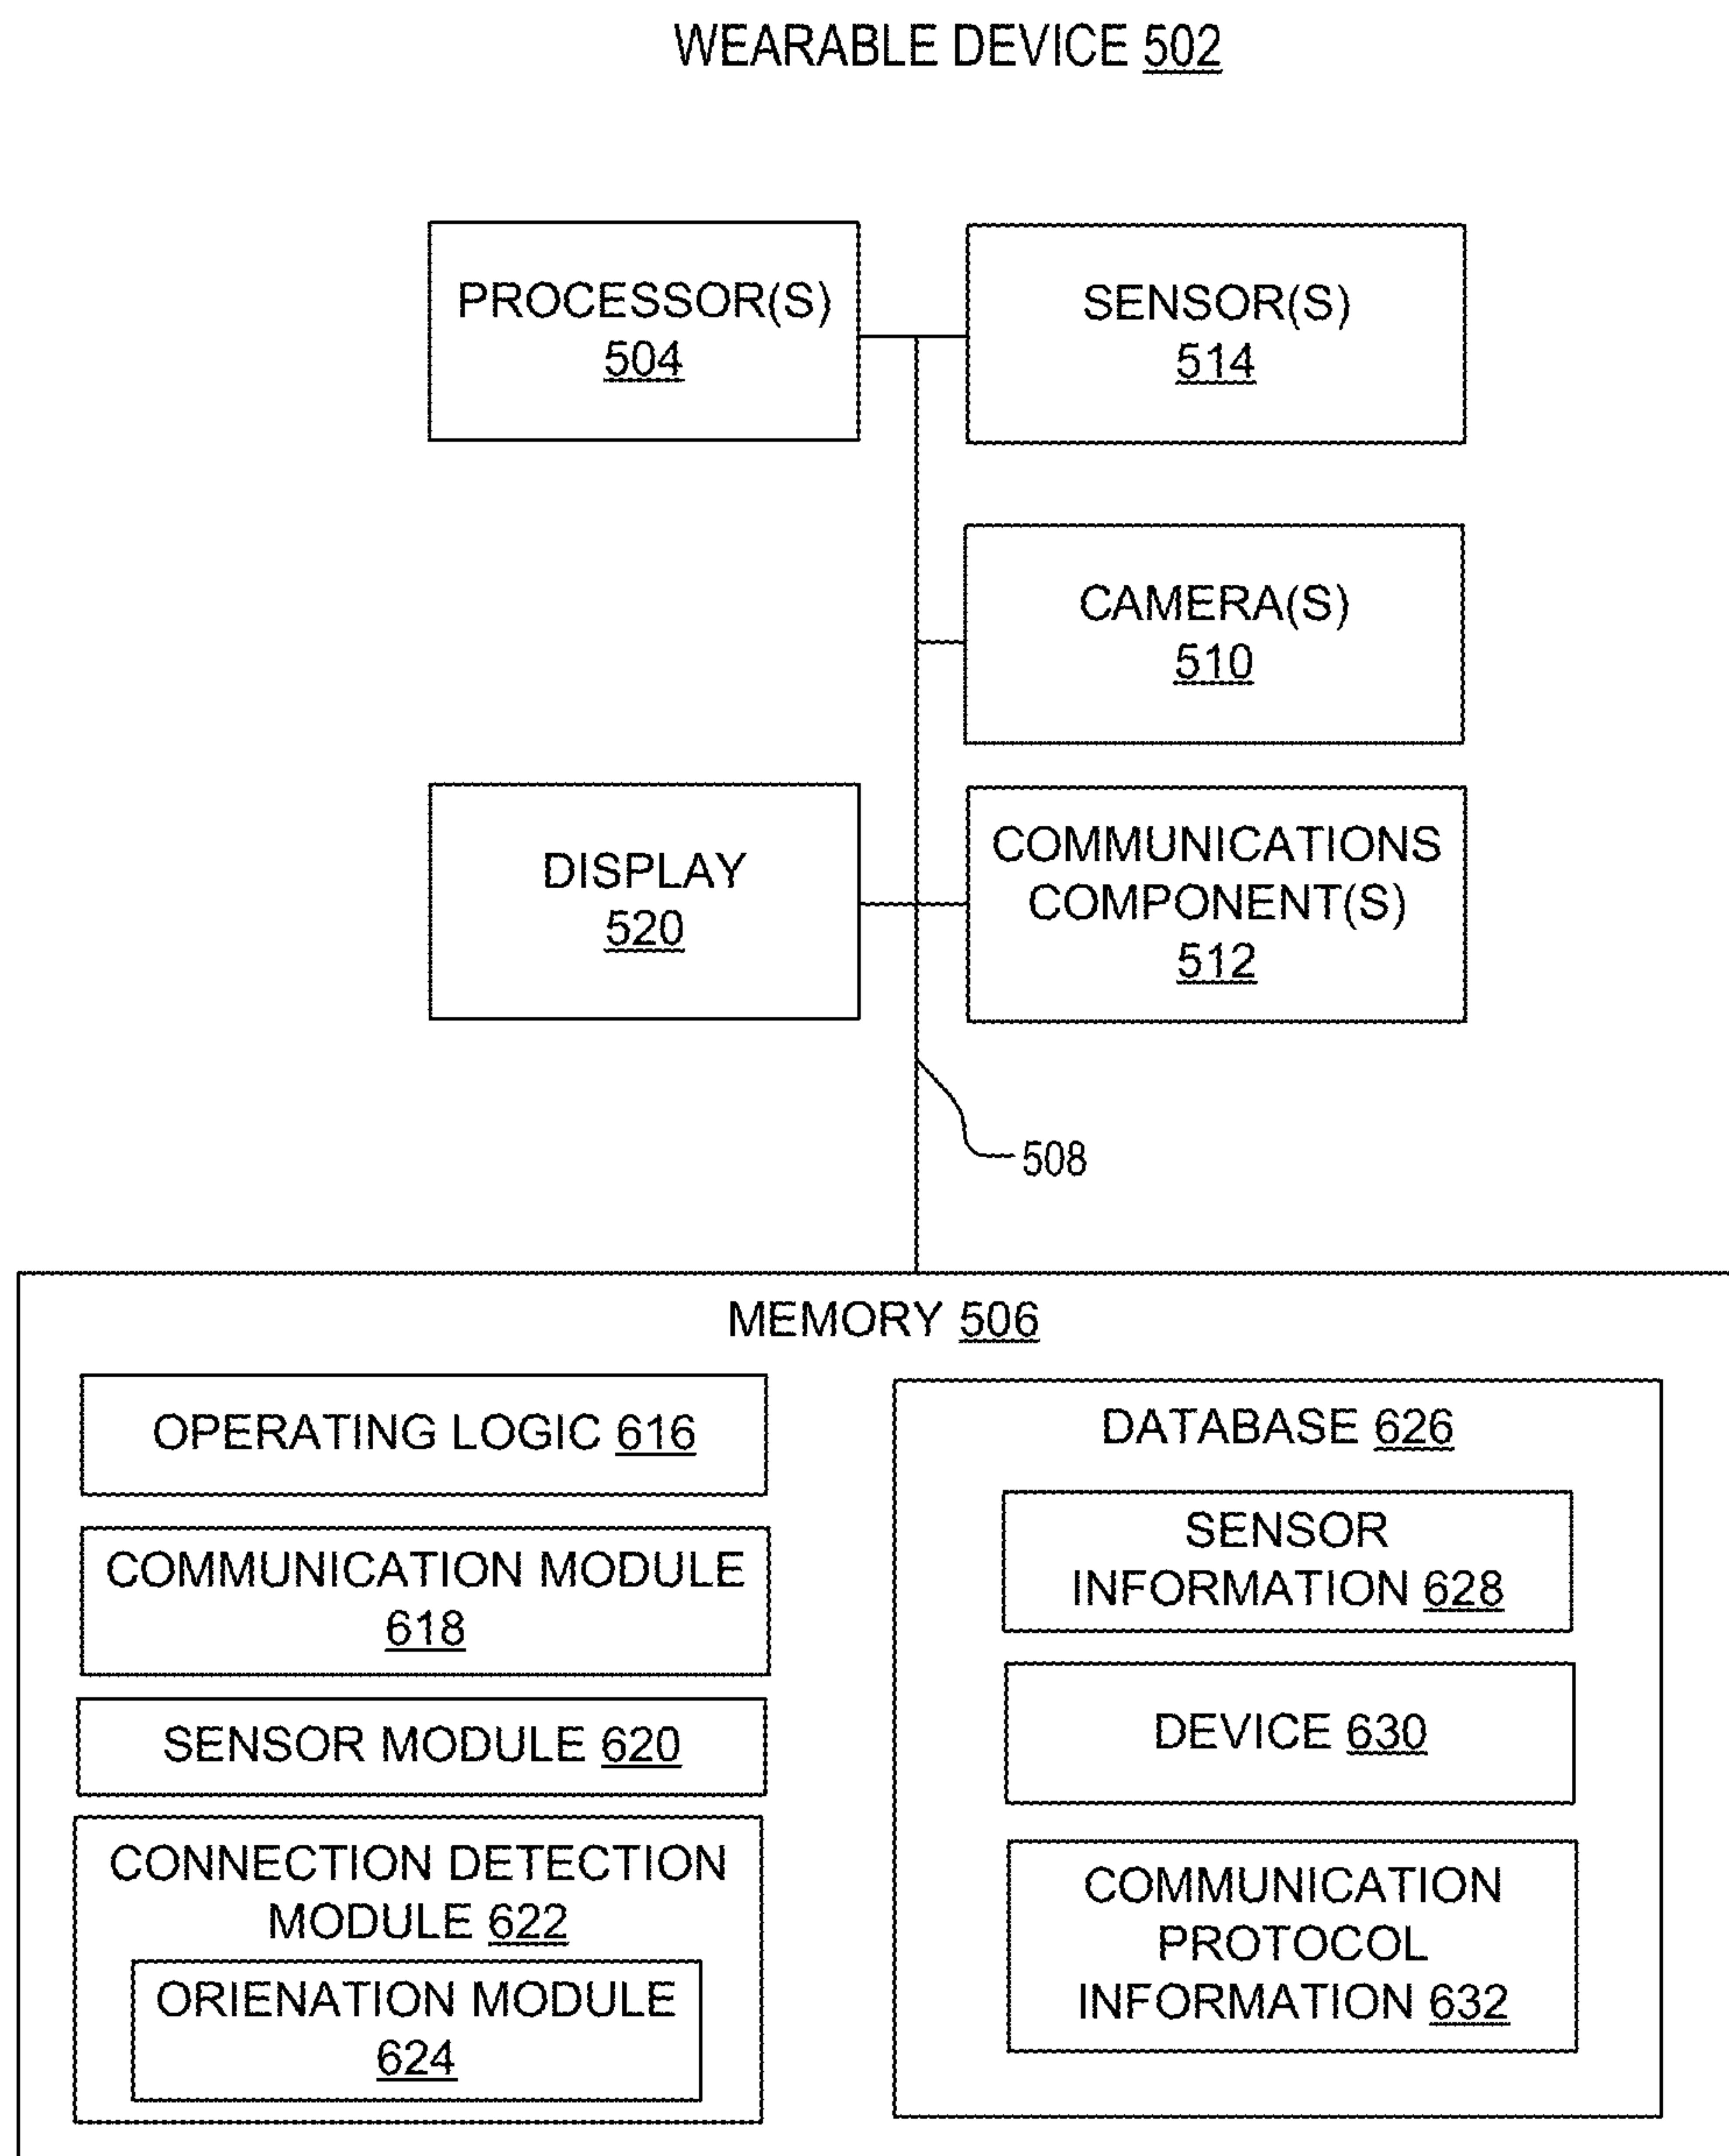 WEARABLE DEVICE 502
PROCESSOR(S)
504
SENSOR(S)
514
CAMERA(S)
510
DISPLAY
520
COMMUNICATIONS
COMPONENT(S)
512
508
MEMORY 506
OPERATING LOGIC 616
COMMUNICATION MODULE
618
SENSOR MODULE 620
CONNECTION DETECTION
MODULE 622
ORIENATION MODULE
624
DATABASE 626
SENSOR
INFORMATION 628
DEVICE 630
COMMUNICATION
PROTOCOL
INFORMATION 632